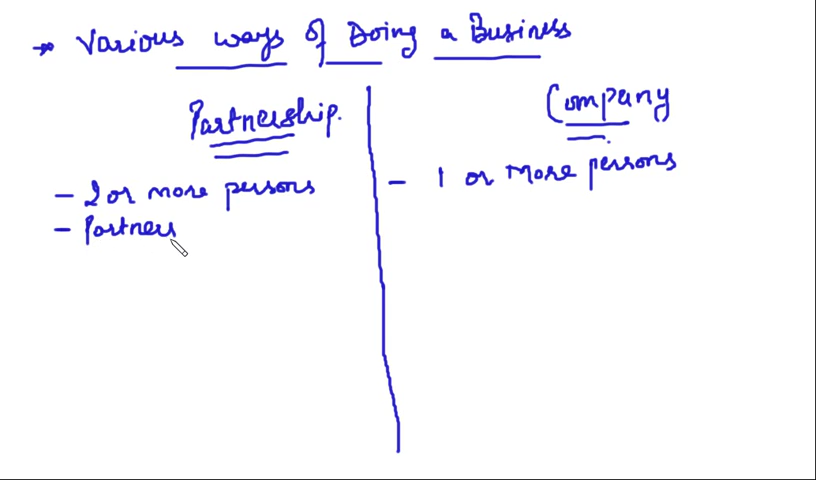 → Various ways of Doing a Business
Partnership.
Company
- 2 or more persons
- 1 or more persons
- Partners